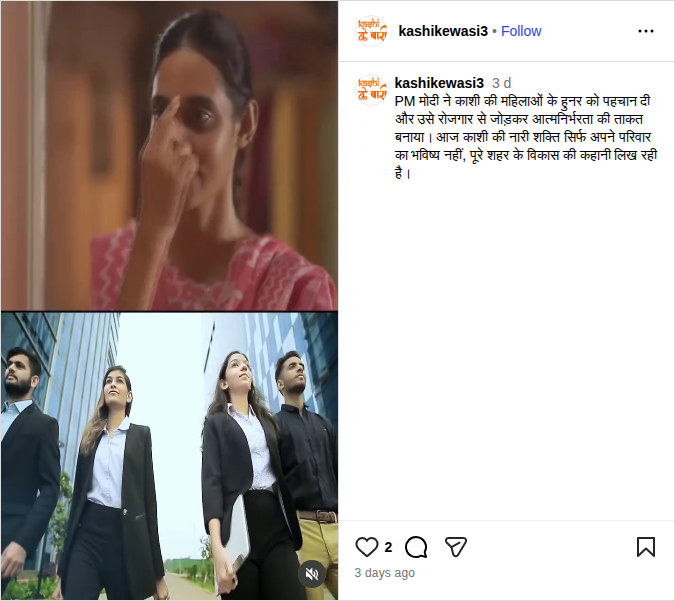 kashi
के बासी
kashikewasi3 • Follow
kashi
के बासी
kashikewasi3 3 d
PM मोदी ने काशी की महिलाओं के हुनर को पहचान दी
और उसे रोजगार से जोड़कर आत्मनिर्भरता की ताकत
बनाया। आज काशी की नारी शक्ति सिर्फ अपने परिवार
का भविष्य नहीं, पूरे शहर के विकास की कहानी लिख रही
है।
2
3 days ago